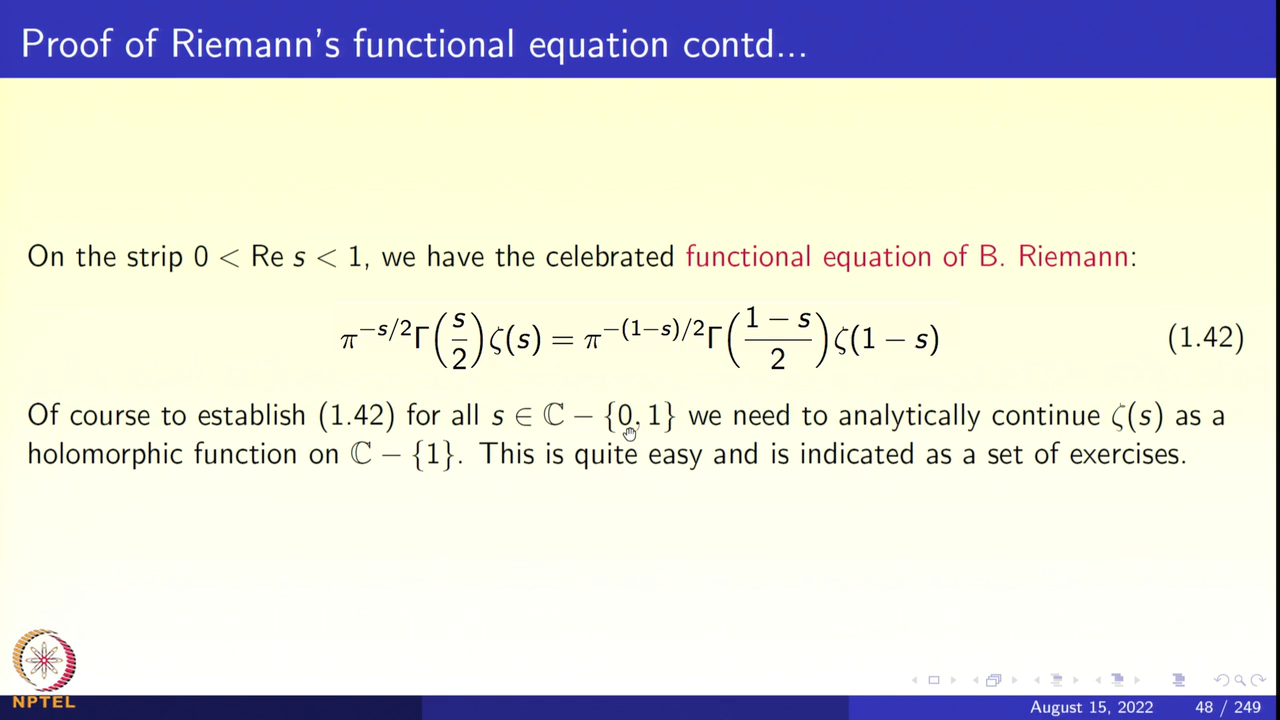 Proof of Riemann's functional equation contd...
On the strip 0 < Re s < 1, we have the celebrated functional equation of B. Riemann:
π^{-s/2}Γ(s/2)ζ(s) = π^{-(1-s)/2}Γ((1 − s)/2)ζ(1 − s) (1.42)
Of course to establish (1.42) for all s ∈ ℂ − {0, 1} we need to analytically continue ζ(s) as a
holomorphic function on ℂ − {1}. This is quite easy and is indicated as a set of exercises.
NPTEL
August 15, 2022 48 / 249